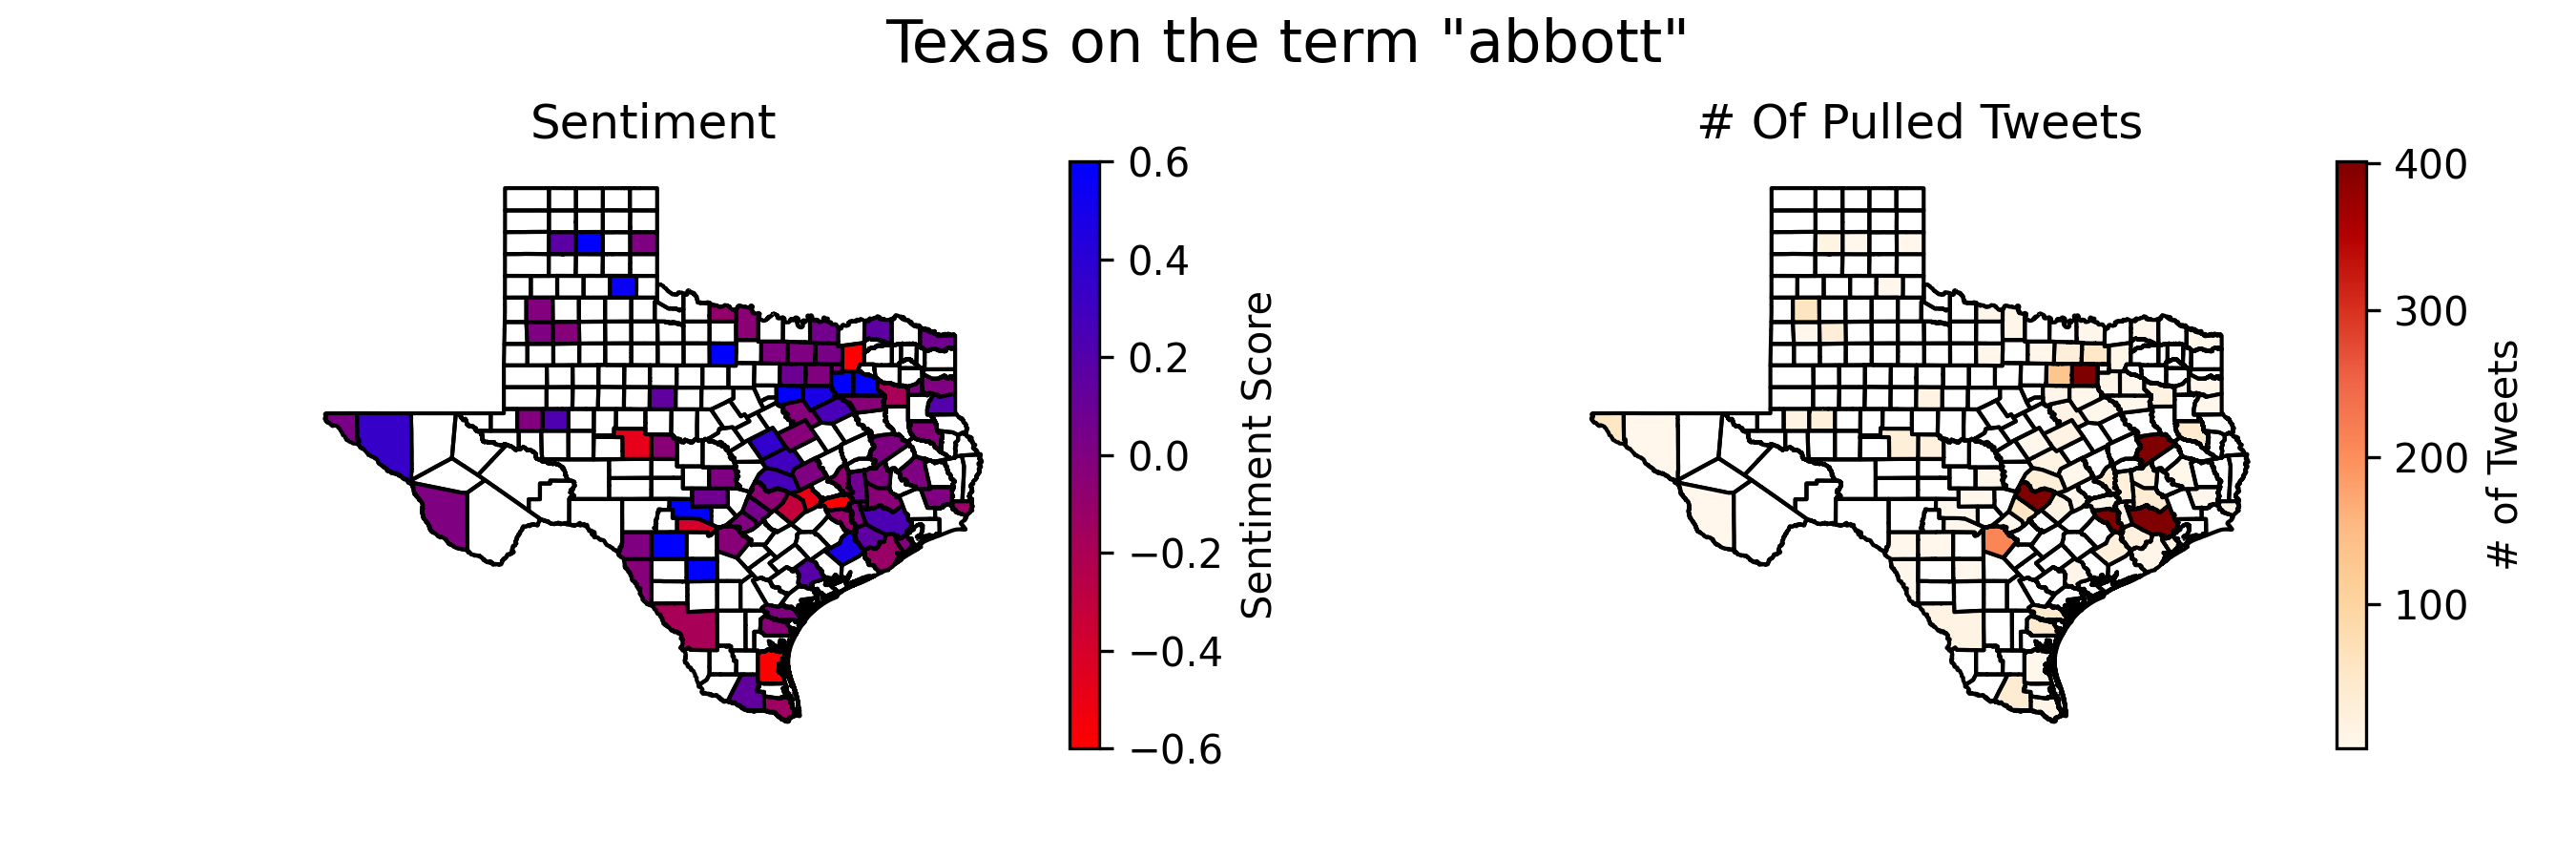 Texas on the term "abbott"
Sentiment
0.6
0.4
0.2
0.0
−0.2
−0.4
−0.6
Sentiment Score
# Of Pulled Tweets
400
300
200
100
# of Tweets